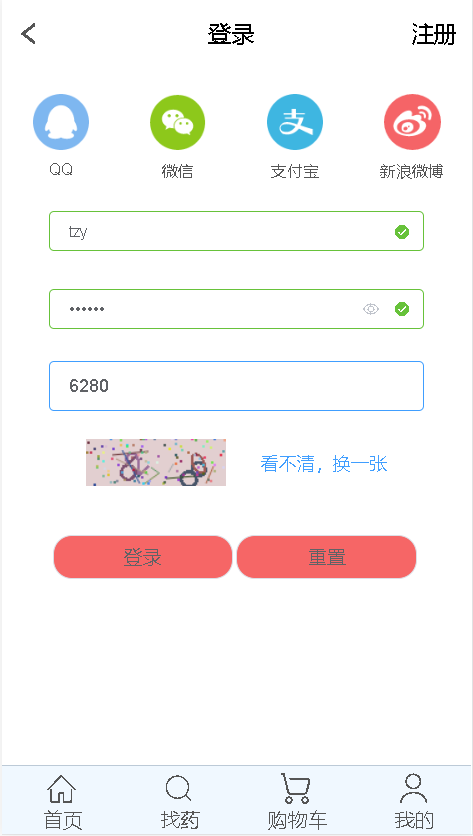 登录
注册
QQ
微信
支付宝
新浪微博
tzy
••••••
6280
看不清，换一张
登录
重置
首页
找药
购物车
我的